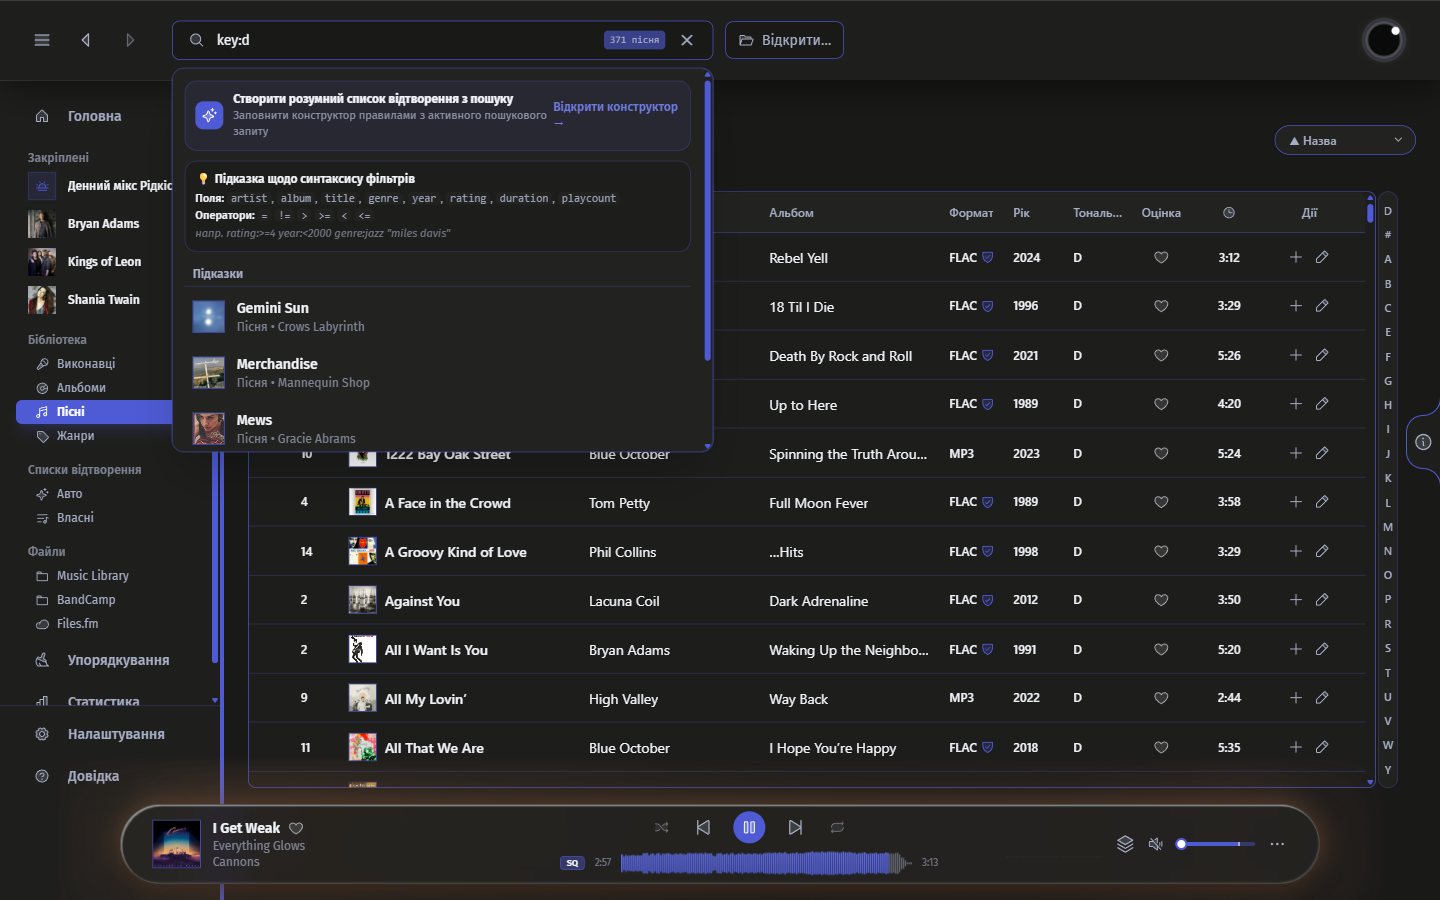 key:d
371 пісня
Відкрити...
Створити розумний список відтворення з пошуку
Заповнити конструктор правилами з активного пошукового запиту
Відкрити конструктор →
💡 Підказка щодо синтаксису фільтрів
Поля: artist, album, title, genre, year, rating, duration, playcount
Оператори: = != > >= < <=
напр. rating:>=4 year:<2000 genre:jazz "miles davis"
Підказки
Gemini Sun
Пісня • Crows Labyrinth
Merchandise
Пісня • Mannequin Shop
Mews
Пісня • Gracie Abrams
Головна
Закріплені
Денний мікс Рідкіс
Bryan Adams
Kings of Leon
Shania Twain
Бібліотека
Виконавці
Альбоми
Пісні
Жанри
Списки відтворення
Авто
Власні
Файли
Music Library
BandCamp
Files.fm
Упорядкування
Статистика
Налаштування
Довідка
▲ Назва
Альбом Формат Рік Тональ... Оцінка Дії
Rebel Yell FLAC 2024 D 3:12
18 Til I Die FLAC 1996 D 3:29
Death By Rock and Roll FLAC 2021 D 5:26
Up to Here FLAC 1989 D 4:20
10 1222 Bay Oak Street Blue October Spinning the Truth Arou... MP3 2023 D 5:24
4 A Face in the Crowd Tom Petty Full Moon Fever FLAC 1989 D 3:58
14 A Groovy Kind of Love Phil Collins ...Hits FLAC 1998 D 3:29
2 Against You Lacuna Coil Dark Adrenaline FLAC 2012 D 3:50
2 All I Want Is You Bryan Adams Waking Up the Neighbo... FLAC 1991 D 5:20
9 All My Lovin' High Valley Way Back MP3 2022 D 2:44
11 All That We Are Blue October I Hope You're Happy FLAC 2018 D 5:35
D
#
A
B
C
E
F
G
H
I
J
K
L
M
N
O
P
R
S
T
U
V
W
Y
I Get Weak
Everything Glows
Cannons
SQ 2:57 3:13